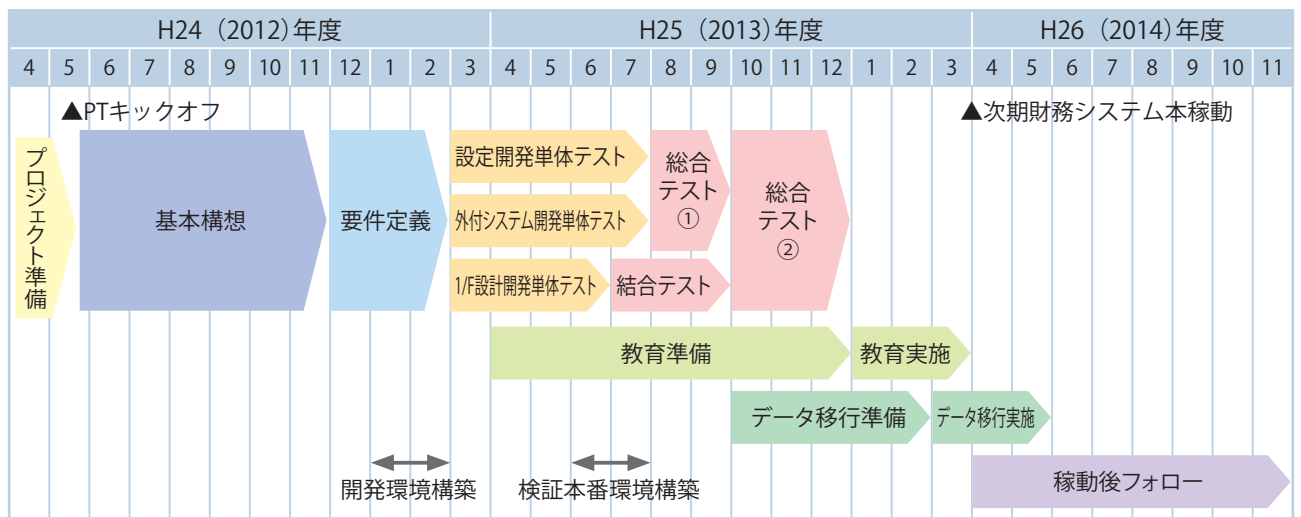 H24（2012）年度 H25（2013）年度 H26（2014）年度
4 5 6 7 8 9 10 11 12 1 2 3 4 5 6 7 8 9 10 11 12 1 2 3 4 5 6 7 8 9 10 11
▲PTキックオフ ▲次期財務システム本稼動
プロジェクト準備
基本構想
要件定義
設定開発単体テスト
外付システム開発単体テスト
1/F設計開発単体テスト
総合
テスト
①
結合テスト
総合
テスト
②
教育準備 教育実施
データ移行準備 データ移行実施
開発環境構築 検証本番環境構築
稼動後フォロー